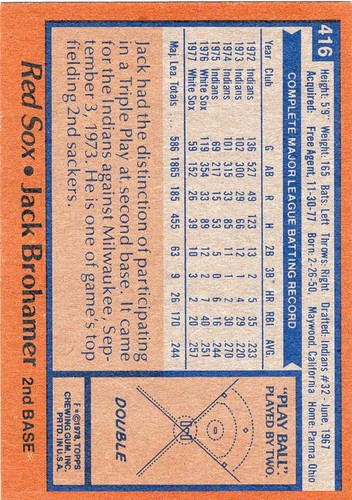 416
Height: 5'9" Weight: 165 Bats: Left Throws: Right Drafted: Indians #32 - June, 1967
Acquired: Free Agent, 11-30-77 Born: 2-26-50, Maywood, California Home: Parma, Ohio
COMPLETE MAJOR LEAGUE BATTING RECORD
Year Club G AB R H 2B 3B HR RBI AVG.
1972 Indians 136 527 49 123 13 2 5 35 .233
1973 Indians 102 300 29 66 12 1 4 29 .220
1974 Indians 101 315 33 85 11 1 2 30 .270
1975 Indians 69 217 15 53 5 0 6 16 .244
1976 White Sox 119 354 33 89 12 2 7 40 .251
1977 White Sox 59 152 26 39 10 3 2 20 .257
Maj. Lea. Totals ... 586 1865 185 455 63 9 26 170 .244
Jack had the distinction of participating
in a Triple Play at second base. It came
for the Indians against Milwaukee, Sep-
tember 3, 1973. He is one of game's top
fielding 2nd sackers.
"PLAY BALL"
PLAYED BY TWO
DOUBLE
Red Sox • Jack Brohamer 2nd BASE
F * © 1978, TOPPS
CHEWING GUM, INC.
PRTD. IN U.S.A.